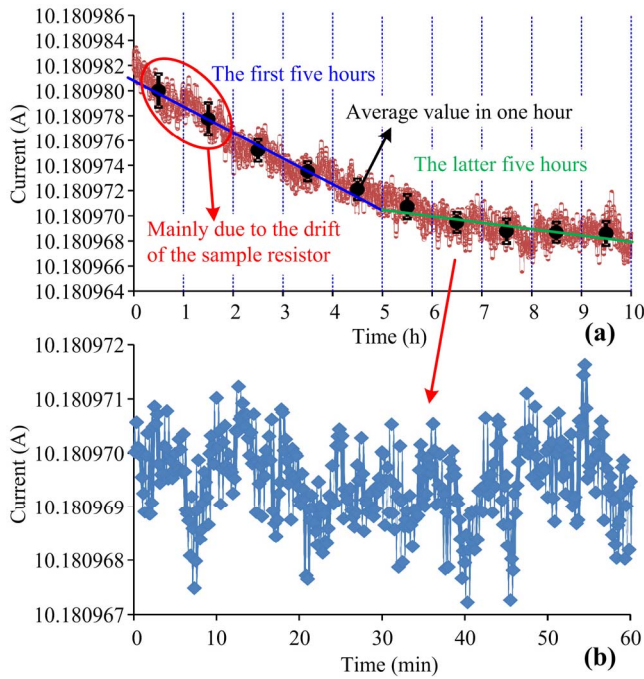 10.180986
10.180984
10.180982
10.180980
10.180978
10.180976
10.180974
10.180972
10.180970
10.180968
10.180966
10.180964
Current (A)
The first five hours
Average value in one hour
The latter five hours
Mainly due to the drift
of the sample resistor
0 1 2 3 4 5 6 7 8 9 10
Time (h)
(a)
10.180972
10.180971
10.180970
10.180969
10.180968
10.180967
Current (A)
0 10 20 30 40 50 60
Time (min)
(b)